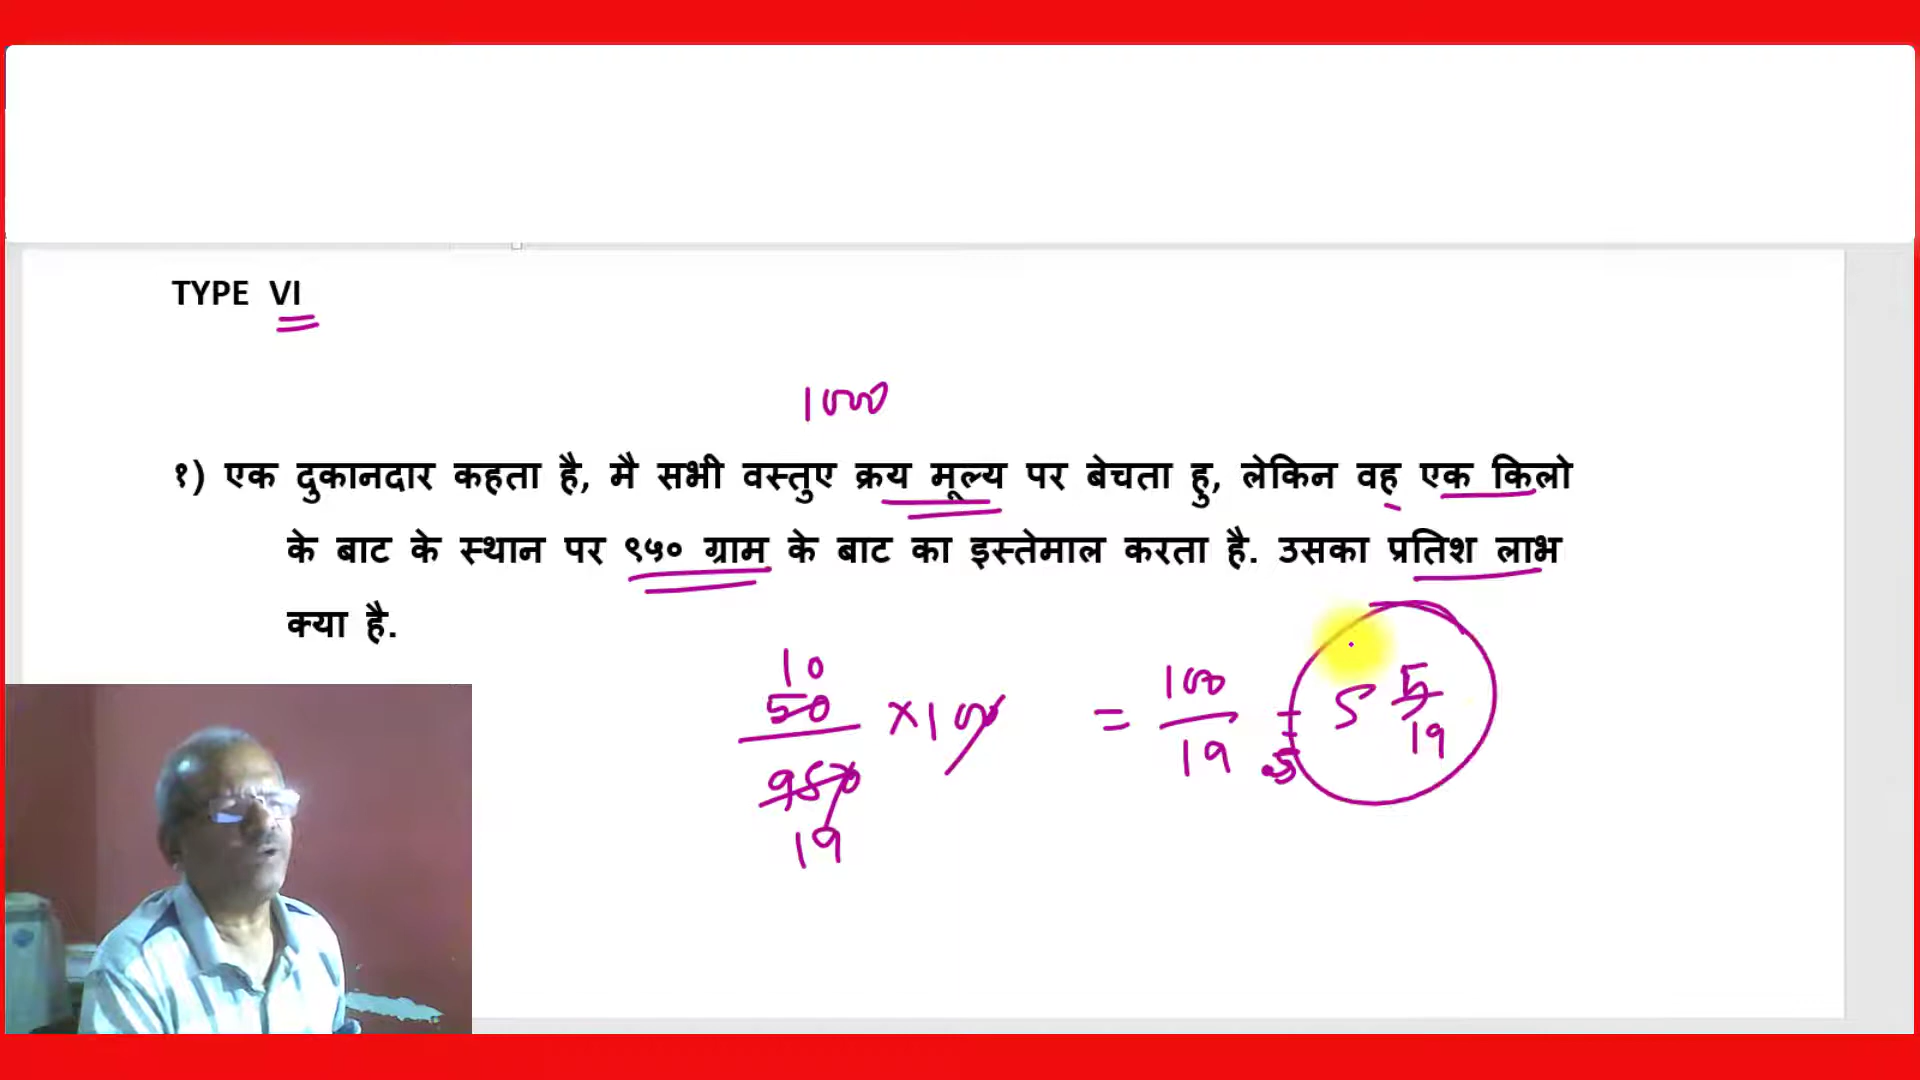 TYPE VI
1000
१) एक दुकानदार कहता है, मै सभी वस्तुए क्रय मूल्य पर बेचता हु, लेकिन वह एक किलो
के बाट के स्थान पर ९५० ग्राम के बाट का इस्तेमाल करता है. उसका प्रतिश लाभ
क्या है.
10
50 × 100 = 100 = 5 5
950 19 5 19
19